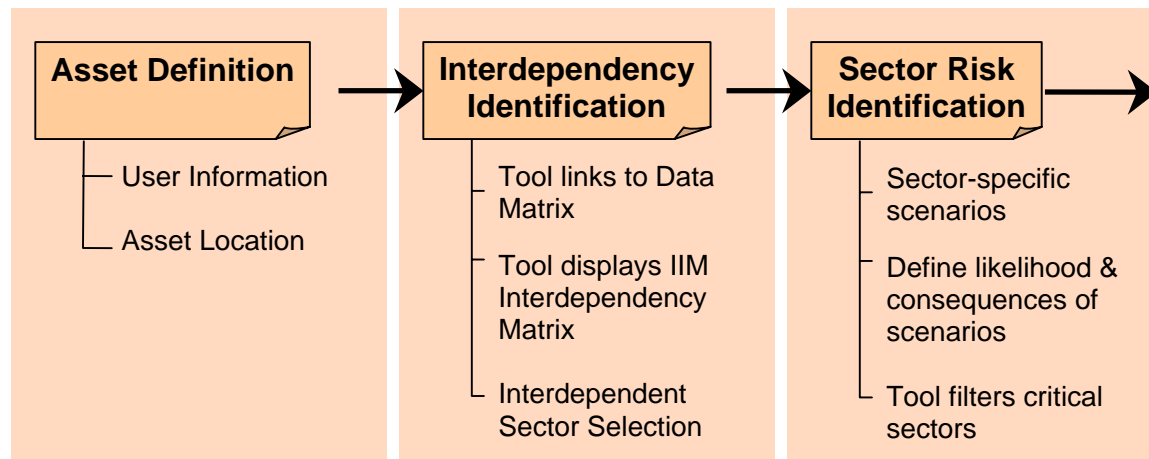 Asset Definition
User Information
Asset Location
Interdependency
Identification
Tool links to Data
Matrix
Tool displays IIM
Interdependency
Matrix
Interdependent
Sector Selection
Sector Risk
Identification
Sector-specific
scenarios
Define likelihood &
consequences of
scenarios
Tool filters critical
sectors